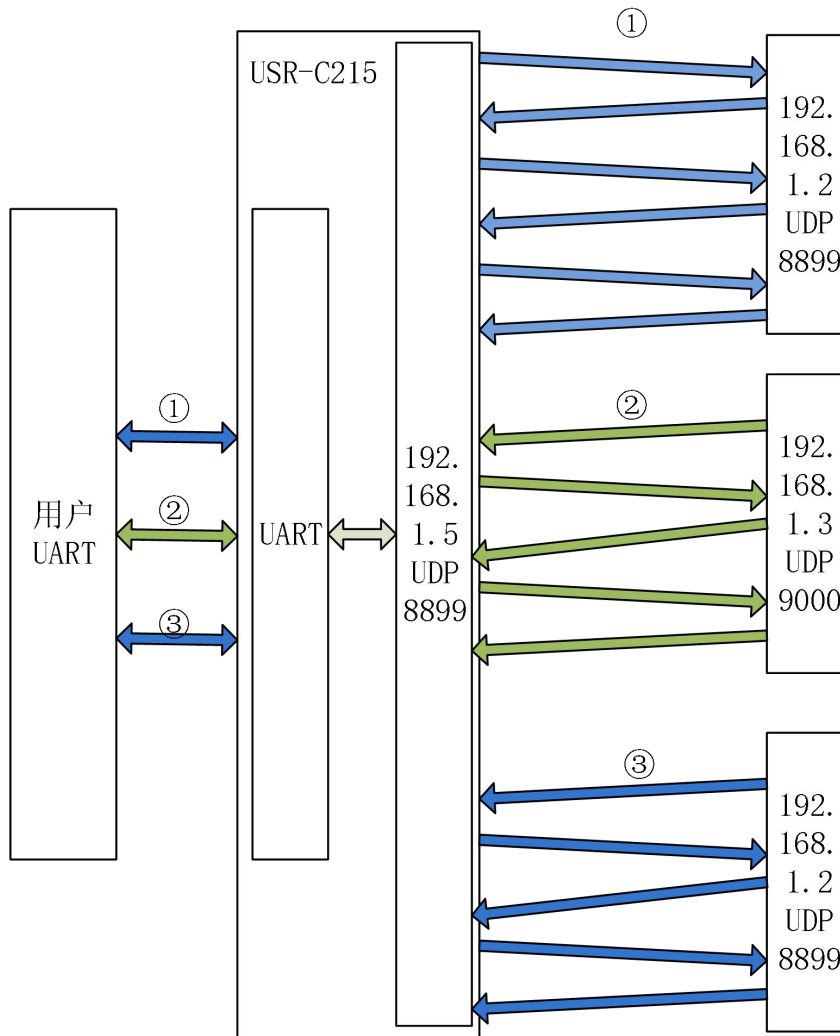 ①
USR-C215
192.
168.
1.2
UDP
8899
①
②
③
用户
UART
UART
192.
168.
1.5
UDP
8899
②
192.
168.
1.3
UDP
9000
③
192.
168.
1.2
UDP
8899